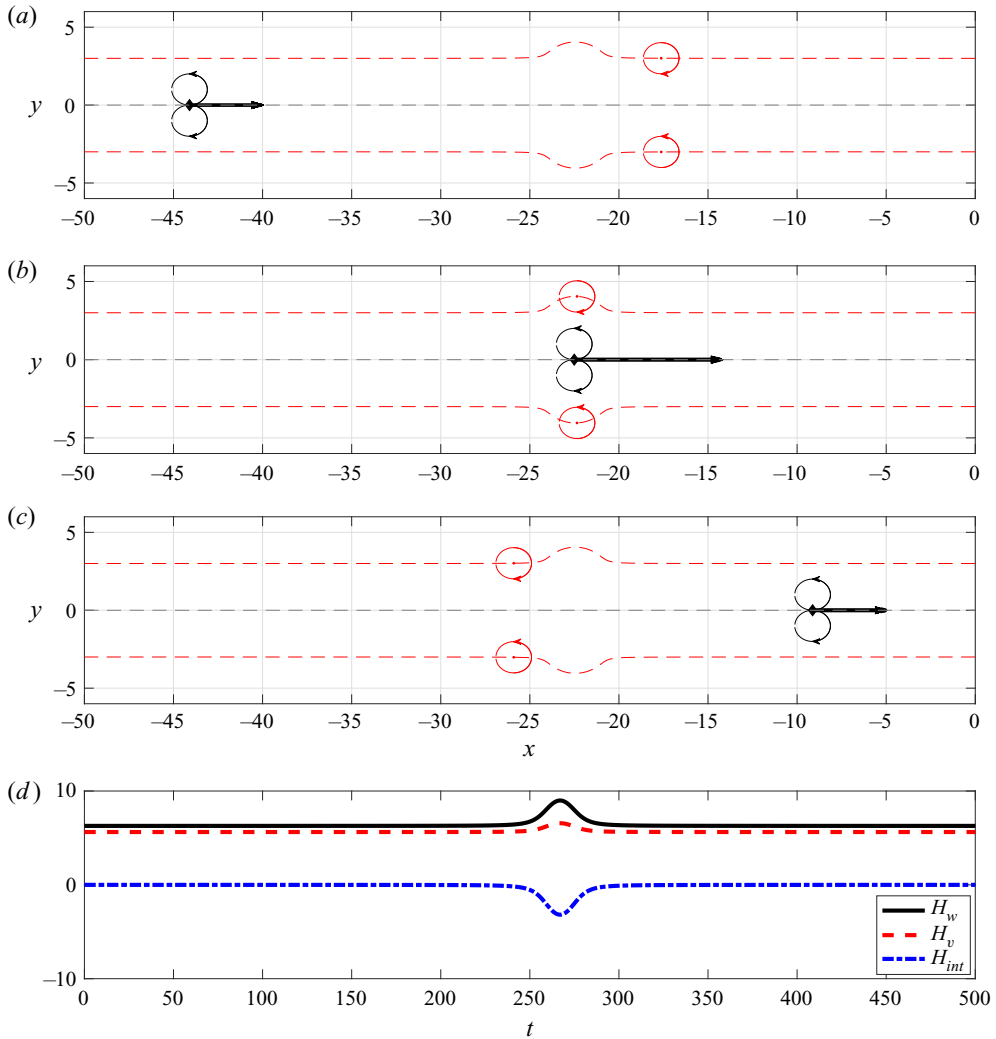 (a)
5
y
0
–5
–50 –45 –40 –35 –30 –25 –20 –15 –10 –5 0
(b)
5
y
0
–5
–50 –45 –40 –35 –30 –25 –20 –15 –10 –5 0
(c)
5
y
0
–5
–50 –45 –40 –35 –30 –25 –20 –15 –10 –5 0
x
(d)
10
0
–10
H_w
H_v
H_int
0 50 100 150 200 250 300 350 400 450 500
t